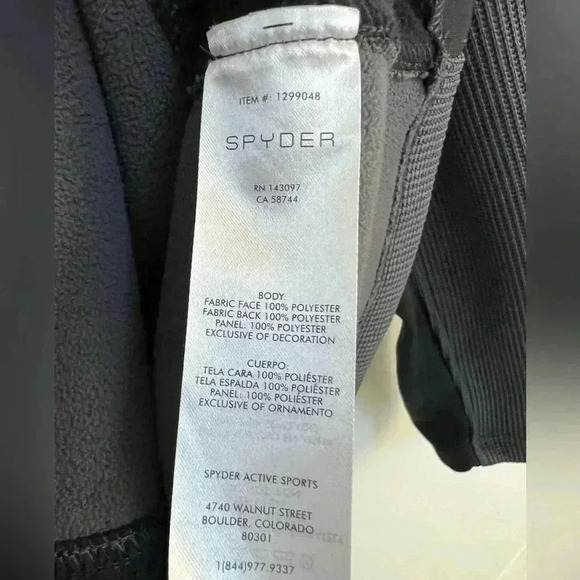 ITEM #: 1299048
SPYDER
RN 143097
CA 58744
BODY:
FABRIC FACE 100% POLYESTER
FABRIC BACK 100% POLYESTER
PANEL: 100% POLYESTER
EXCLUSIVE OF DECORATION
CUERPO:
TELA CARA 100% POLIÉSTER
TELA ESPALDA 100% POLIÉSTER
PANEL: 100% POLIÉSTER
EXCLUSIVE OF ORNAMENTO
SPYDER ACTIVE SPORTS
4740 WALNUT STREET
BOULDER, COLORADO
80301
1(844)977.9337